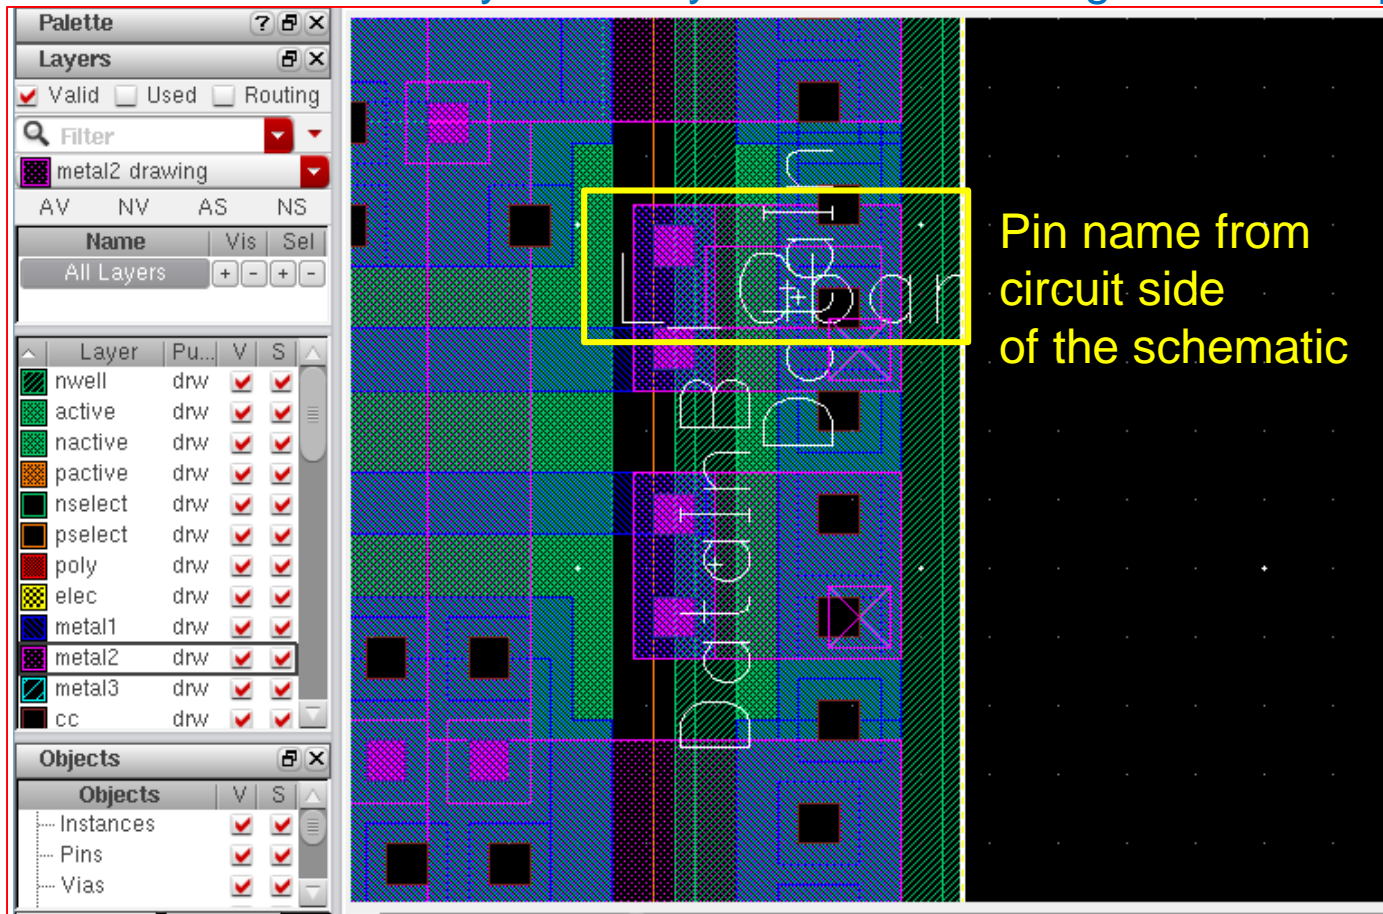 Palette
Layers
Valid Used Routing
Filter
metal2 drawing
AV NV AS NS
Name Vis Sel
All Layers + - + -
Layer Pu... V S
nwell drw
active drw
nactive drw
pactive drw
nselect drw
pselect drw
poly drw
elec drw
metal1 drw
metal2 drw
metal3 drw
cc drw
Objects
Objects V S
Instances
Pins
Vias
DataInB
Pin name from
circuit side
of the schematic